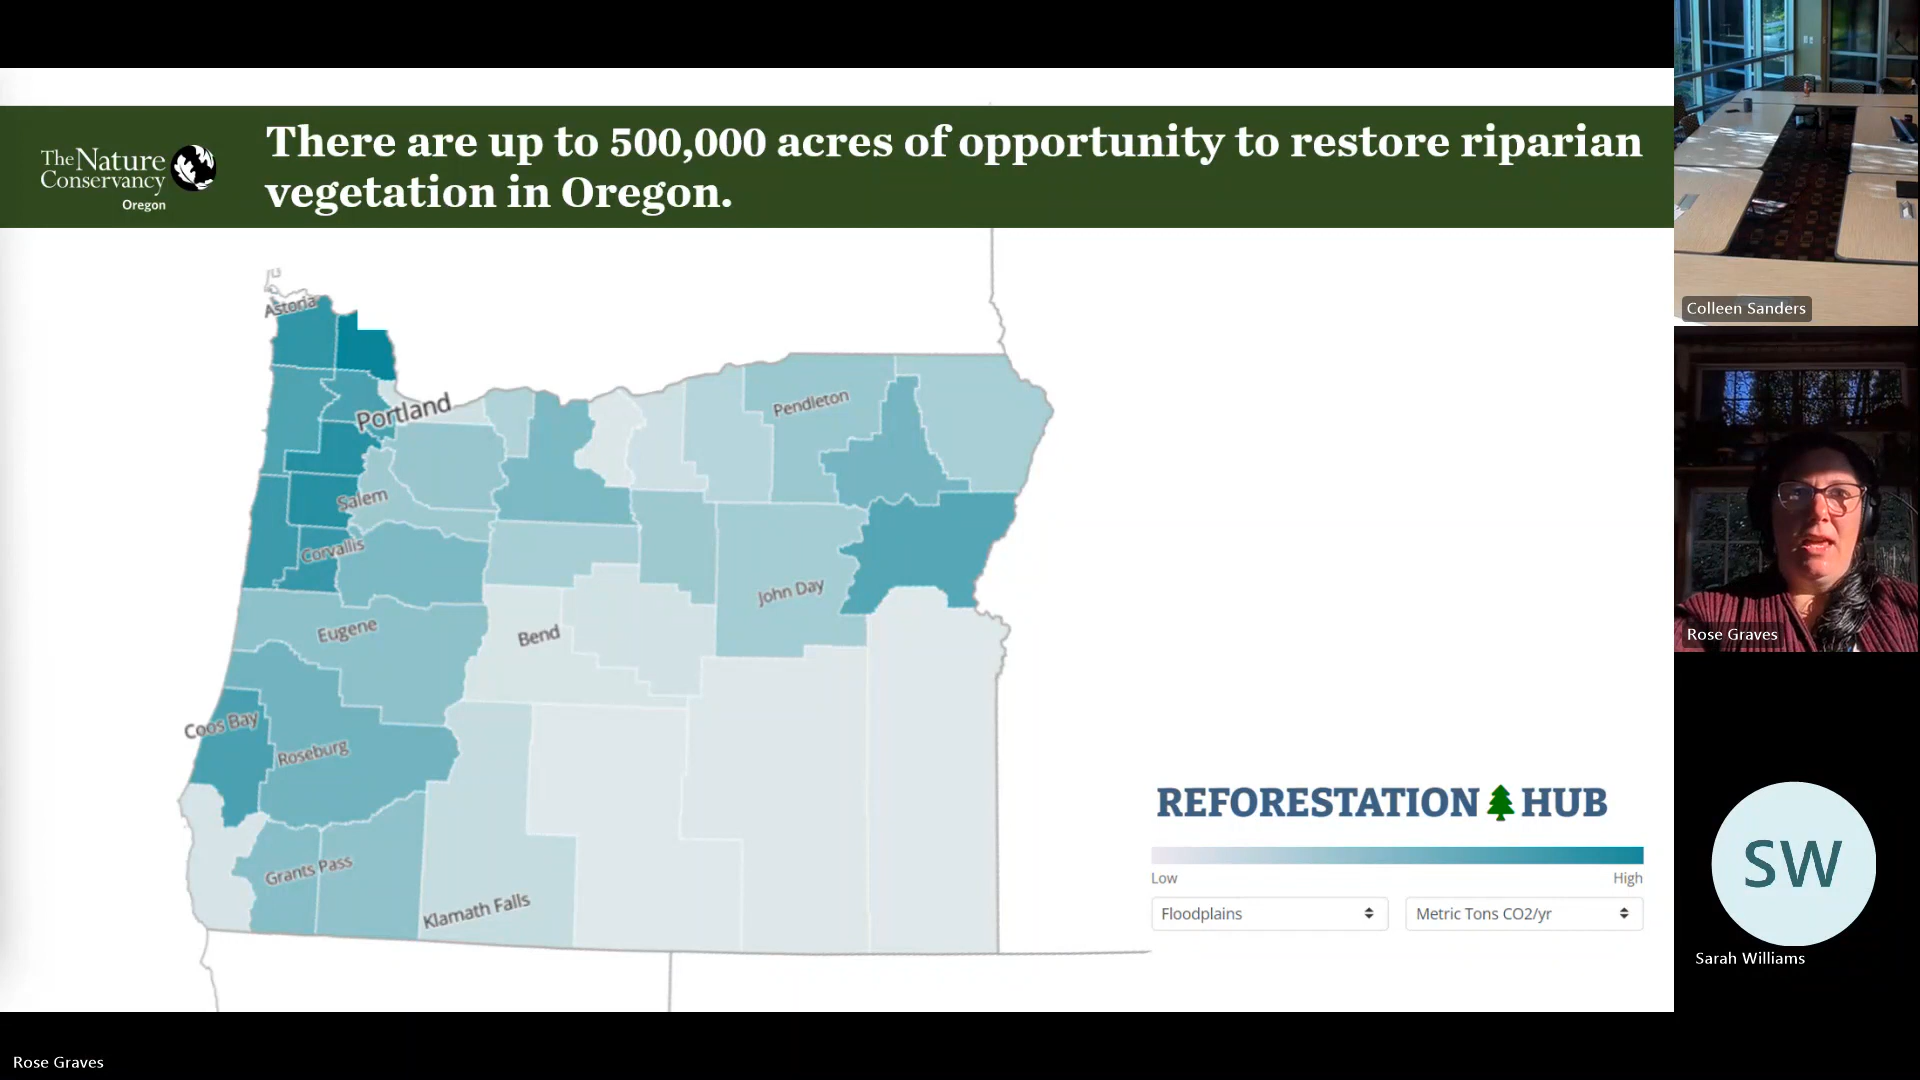 The Nature
Conservancy
Oregon
There are up to 500,000 acres of opportunity to restore riparian
vegetation in Oregon.
Astoria
Portland
Pendleton
Salem
Corvallis
John Day
Eugene
Bend
Coos Bay
Roseburg
Grants Pass
Klamath Falls
REFORESTATION HUB
Low High
Floodplains Metric Tons CO2/yr
Colleen Sanders
Rose Graves
SW
Sarah Williams
Rose Graves